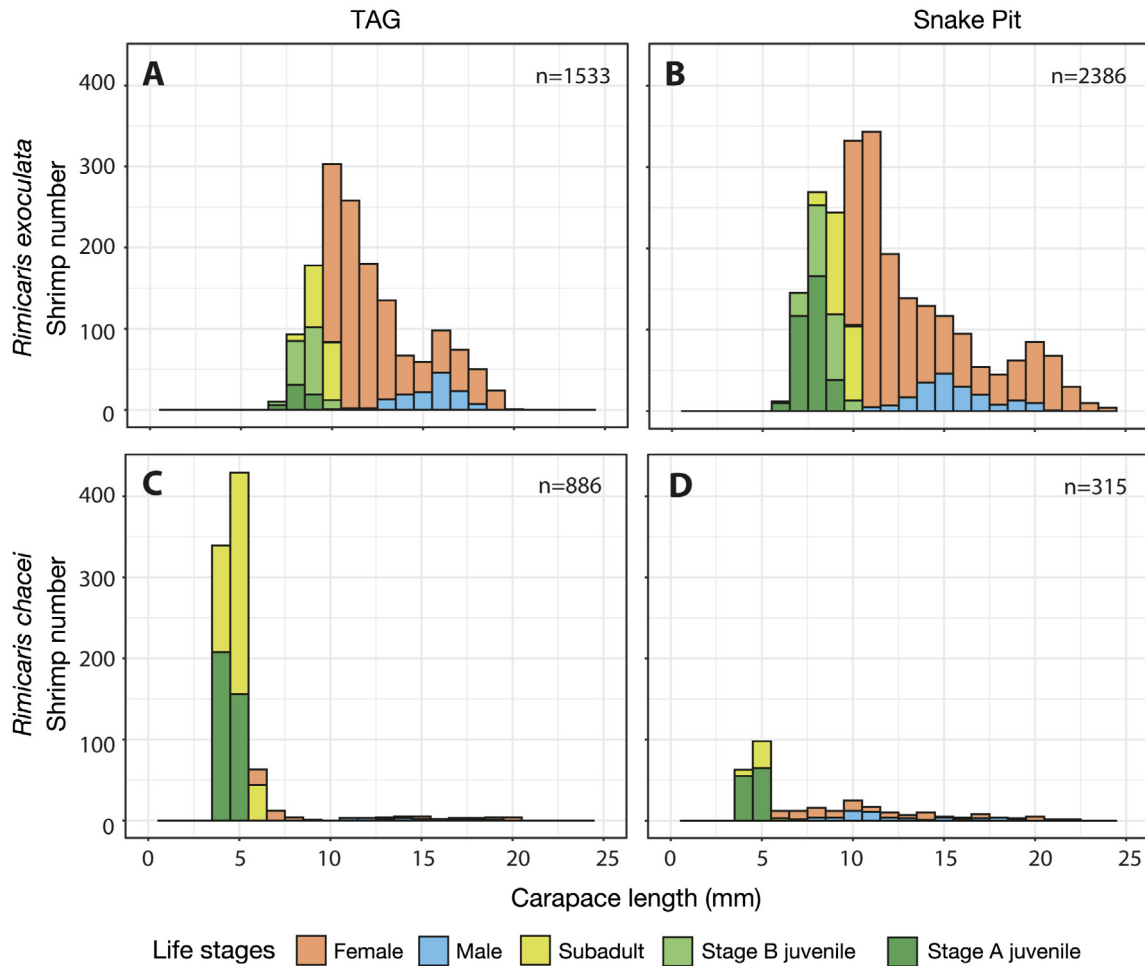 TAG
Snake Pit
A
n=1533
B
n=2386
Rimicaris exoculata
Shrimp number
400
300
200
100
0
C
n=886
D
n=315
Rimicaris chacei
Shrimp number
400
300
200
100
0
0 5 10 15 20 25
0 5 10 15 20 25
Carapace length (mm)
Life stages Female Male Subadult Stage B juvenile Stage A juvenile